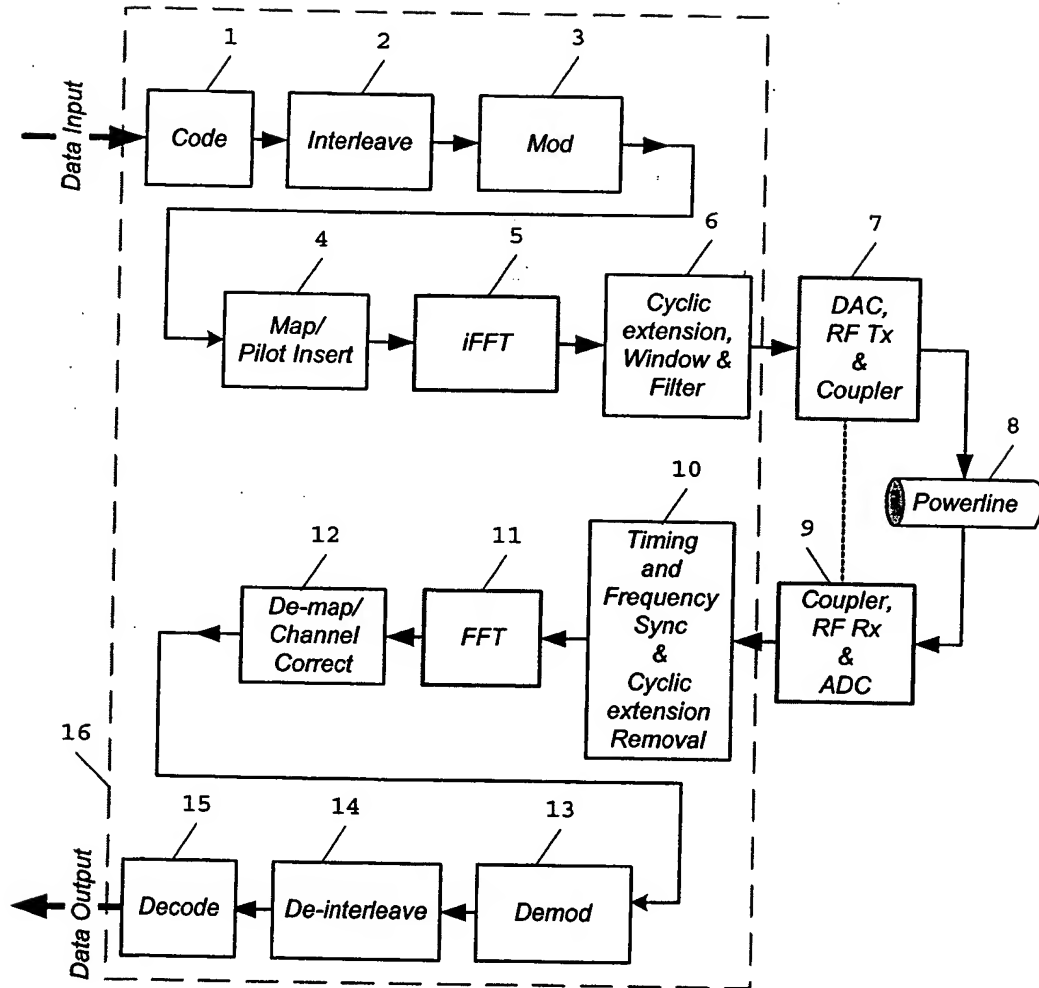 1
2
3
Data Input
Code
Interleave
Mod
4
5
6
7
Map/
Pilot Insert
iFFT
Cyclic
extension,
Window &
Filter
DAC,
RF Tx
&
Coupler
8
Powerline
12
11
10
9
De-map/
Channel
Correct
FFT
Timing
and
Frequency
Sync
&
Cyclic
extension
Removal
Coupler,
RF Rx
&
ADC
16
15
14
13
Data Output
Decode
De-interleave
Demod